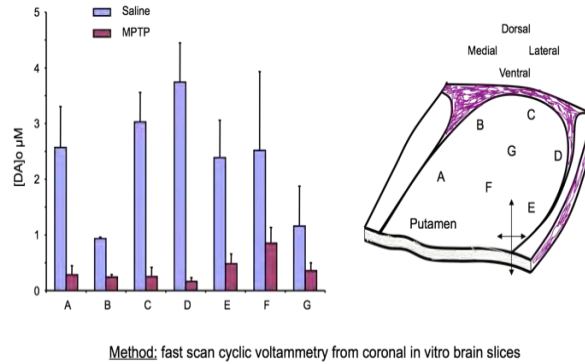 Saline
MPTP
[DA]o μM
5
4
3
2
1
0
A B C D E F G
Dorsal
Medial Lateral
Ventral
B
C
G
D
A
F
E
Putamen
Method: fast scan cyclic voltammetry from coronal in vitro brain slices